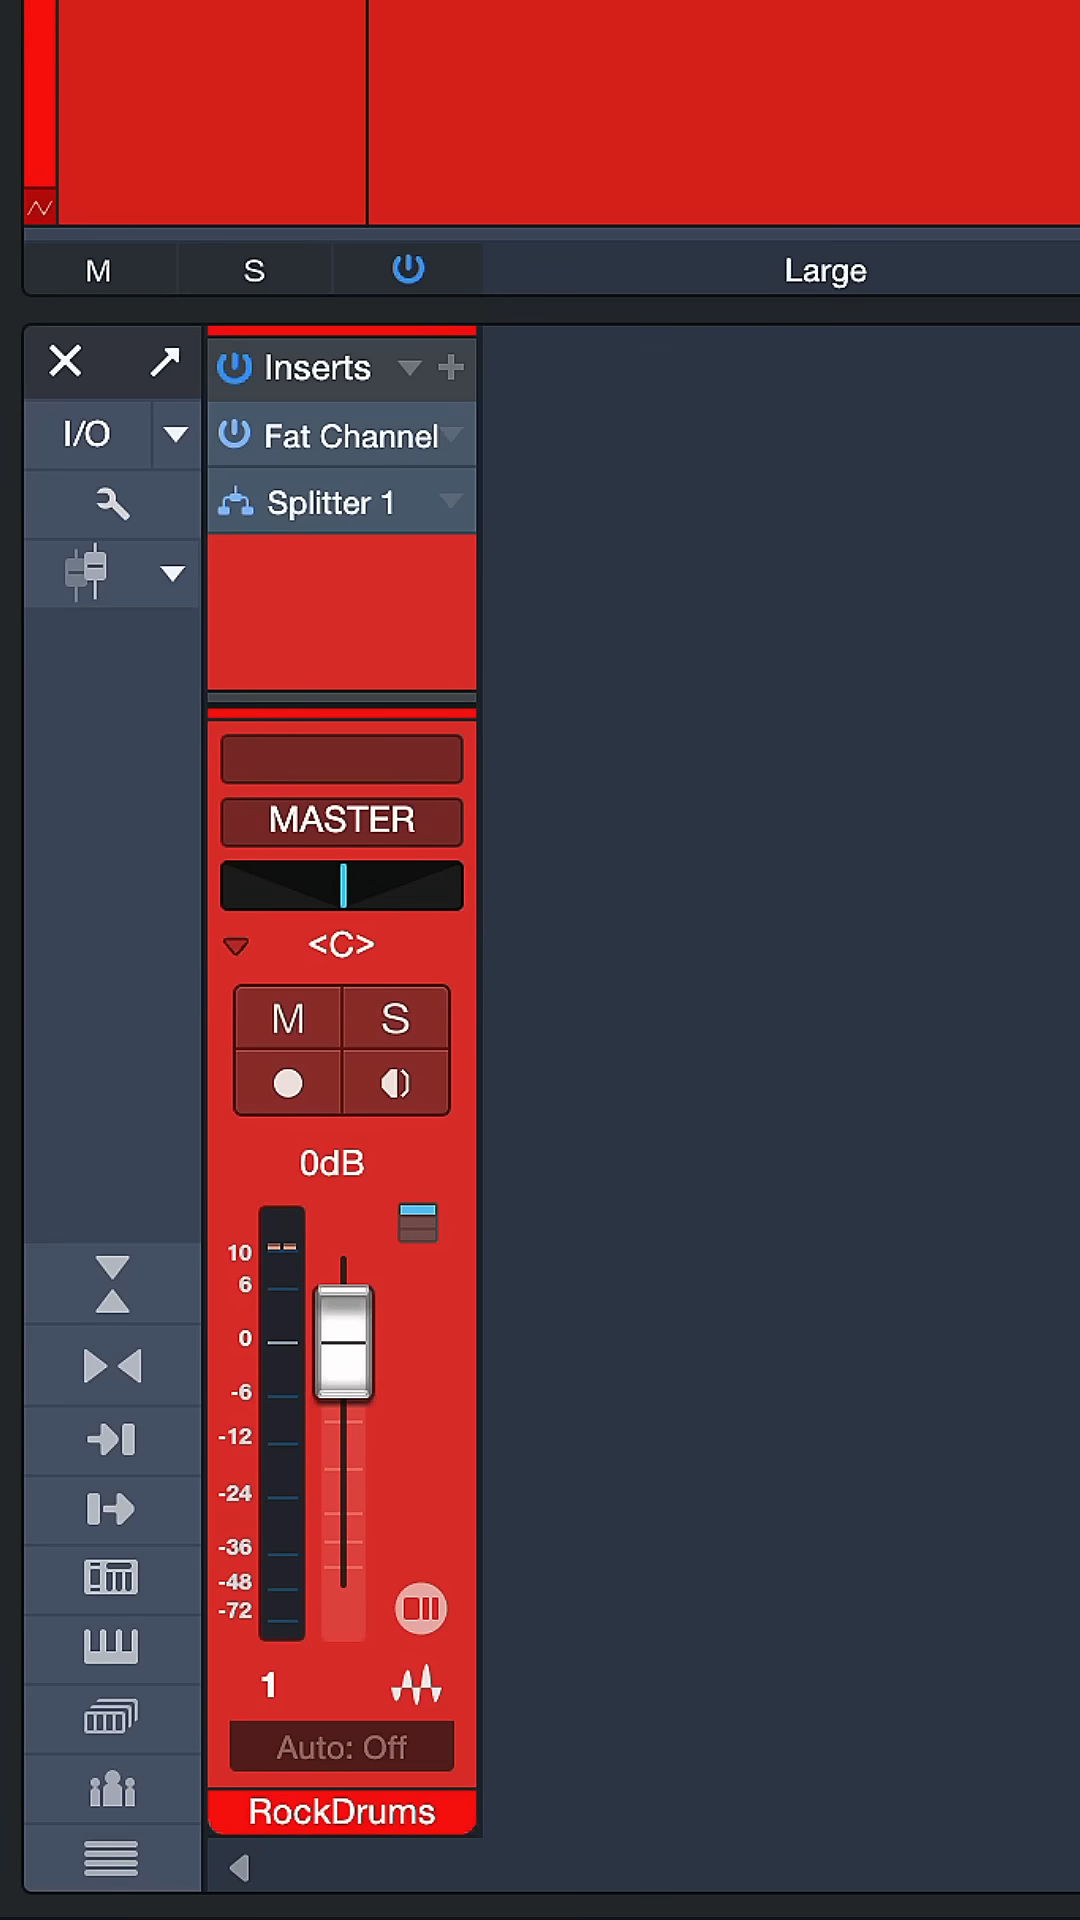 M S Large
Inserts
I/O
Fat Channel
Splitter 1
MASTER
<C>
M S
0dB
10
6
0
-6
-12
-24
-36
-48
-72
1
Auto: Off
RockDrums